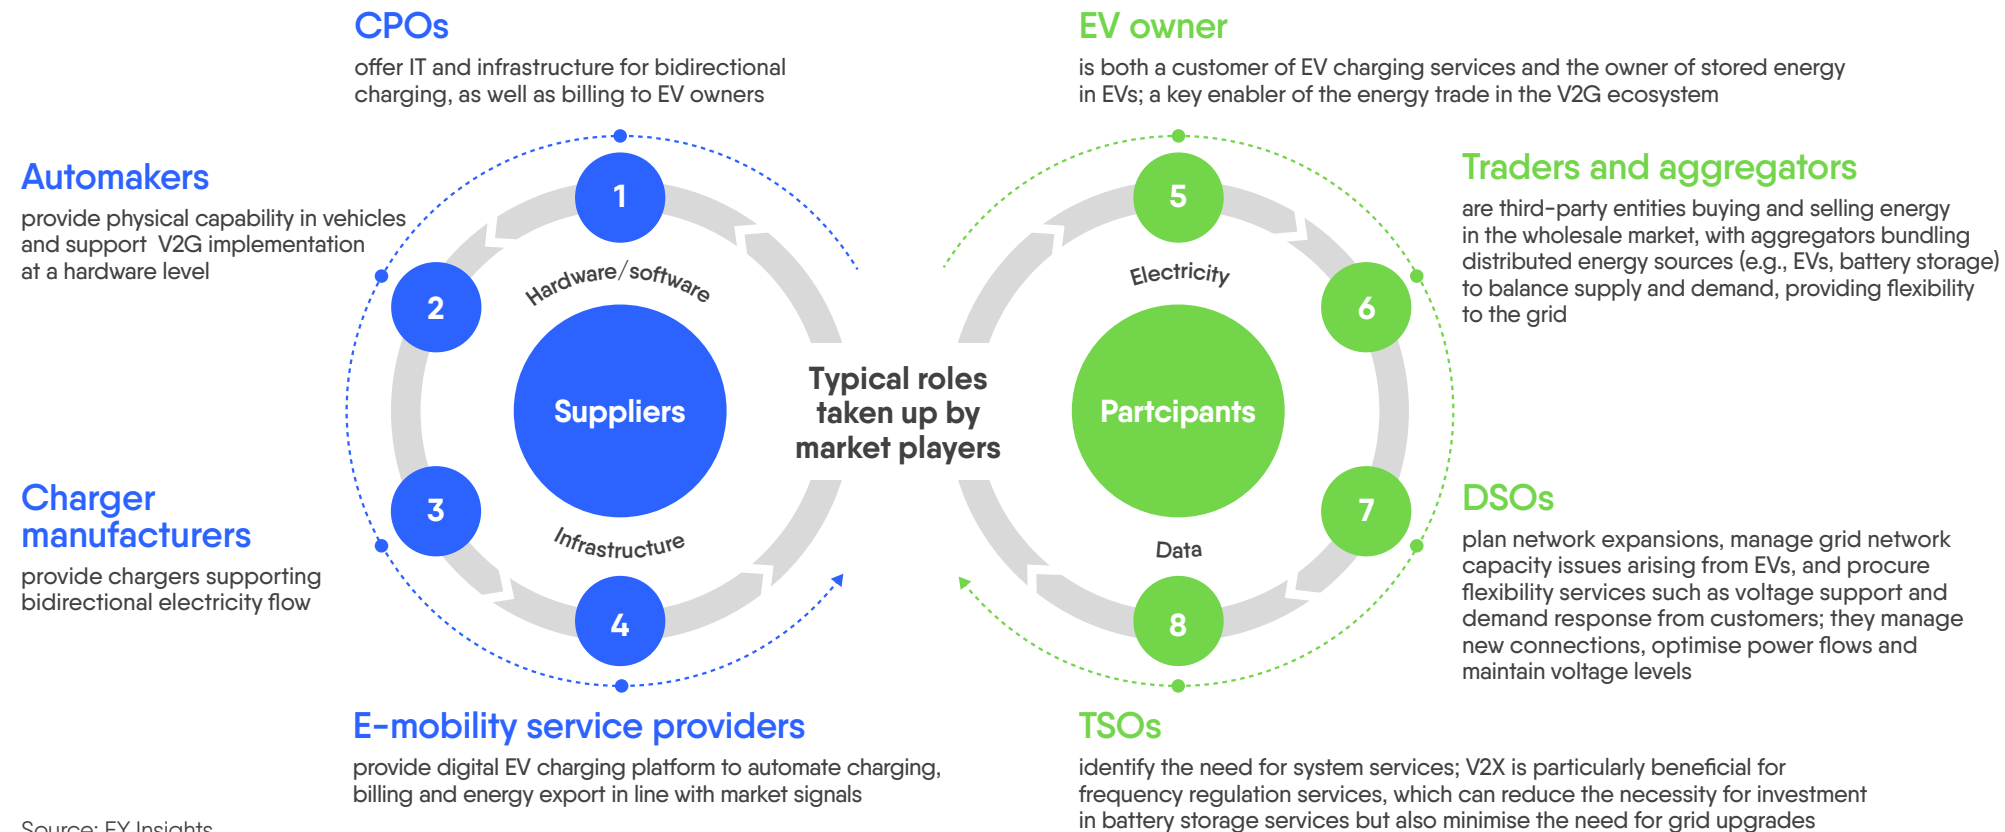 CPOs
offer IT and infrastructure for bidirectional
charging, as well as billing to EV owners
Automakers
provide physical capability in vehicles
and support V2G implementation
at a hardware level
Charger
manufacturers
provide chargers supporting
bidirectional electricity flow
E-mobility service providers
provide digital EV charging platform to automate charging,
billing and energy export in line with market signals
1
2
3
4
Hardware/software
Suppliers
Infrastructure
Typical roles
taken up by
market players
EV owner
is both a customer of EV charging services and the owner of stored energy
in EVs; a key enabler of the energy trade in the V2G ecosystem
Traders and aggregators
are third-party entities buying and selling energy
in the wholesale market, with aggregators bundling
distributed energy sources (e.g., EVs, battery storage)
to balance supply and demand, providing flexibility
to the grid
DSOs
plan network expansions, manage grid network
capacity issues arising from EVs, and procure
flexibility services such as voltage support and
demand response from customers; they manage
new connections, optimise power flows and
maintain voltage levels
TSOs
identify the need for system services; V2X is particularly beneficial for
frequency regulation services, which can reduce the necessity for investment
in battery storage services but also minimise the need for grid upgrades
5
6
7
8
Electricity
Partcipants
Data
Source: EY Insights